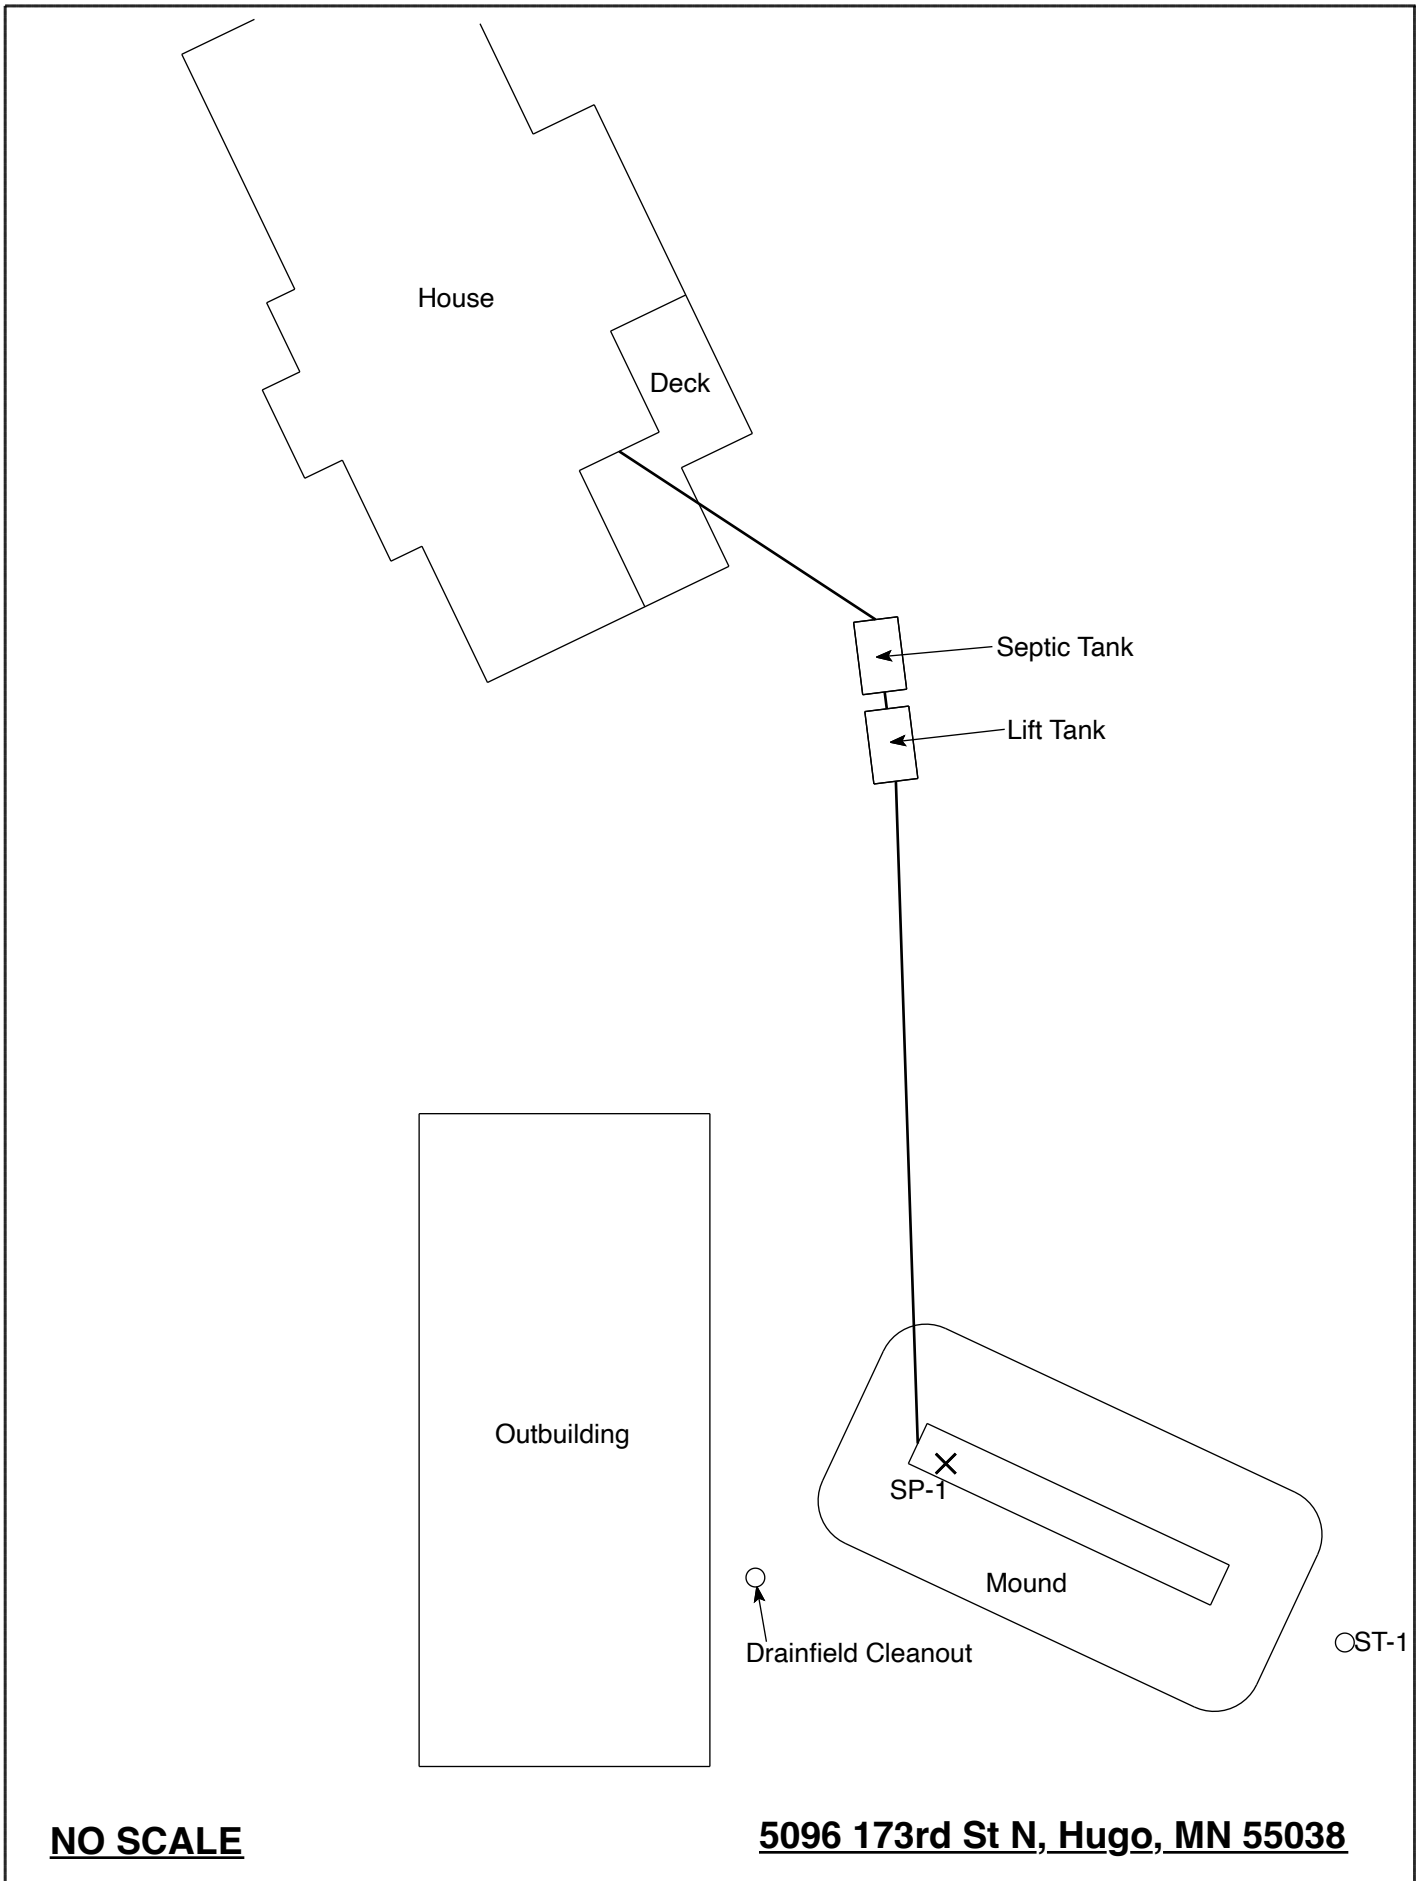 House
Deck
Septic Tank
Lift Tank
Outbuilding
SP-1
Mound
Drainfield Cleanout
ST-1
NO SCALE
5096 173rd St N, Hugo, MN 55038